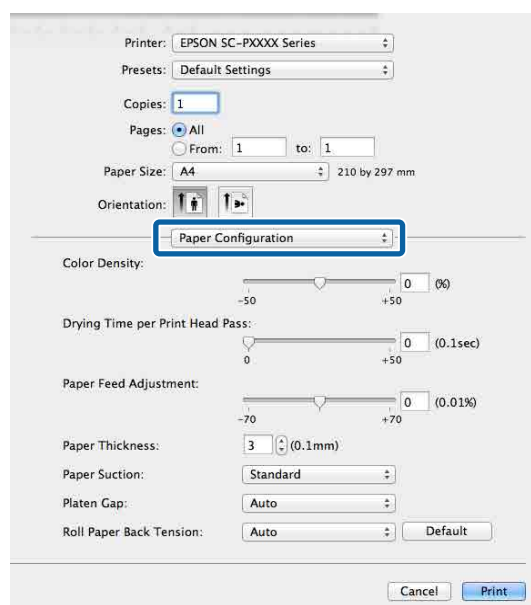 Printer: EPSON SC-PXXXX Series
Presets: Default Settings
Copies: 1
Pages: All
From: 1 to: 1
Paper Size: A4 210 by 297 mm
Orientation:
Paper Configuration
Color Density:
0 (%)
-50 +50
Drying Time per Print Head Pass:
0 (0.1sec)
0 +50
Paper Feed Adjustment:
0 (0.01%)
-70 +70
Paper Thickness: 3 (0.1mm)
Paper Suction: Standard
Platen Gap: Auto
Roll Paper Back Tension: Auto Default
Cancel Print